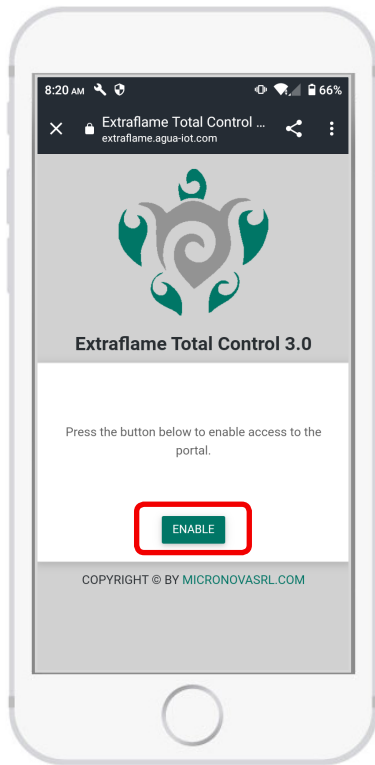 8:20 AM 66%
Extraflame Total Control ...
extraflame.agua-iot.com
Extraflame Total Control 3.0
Press the button below to enable access to the
portal.
ENABLE
COPYRIGHT © BY MICRONOVASRL.COM